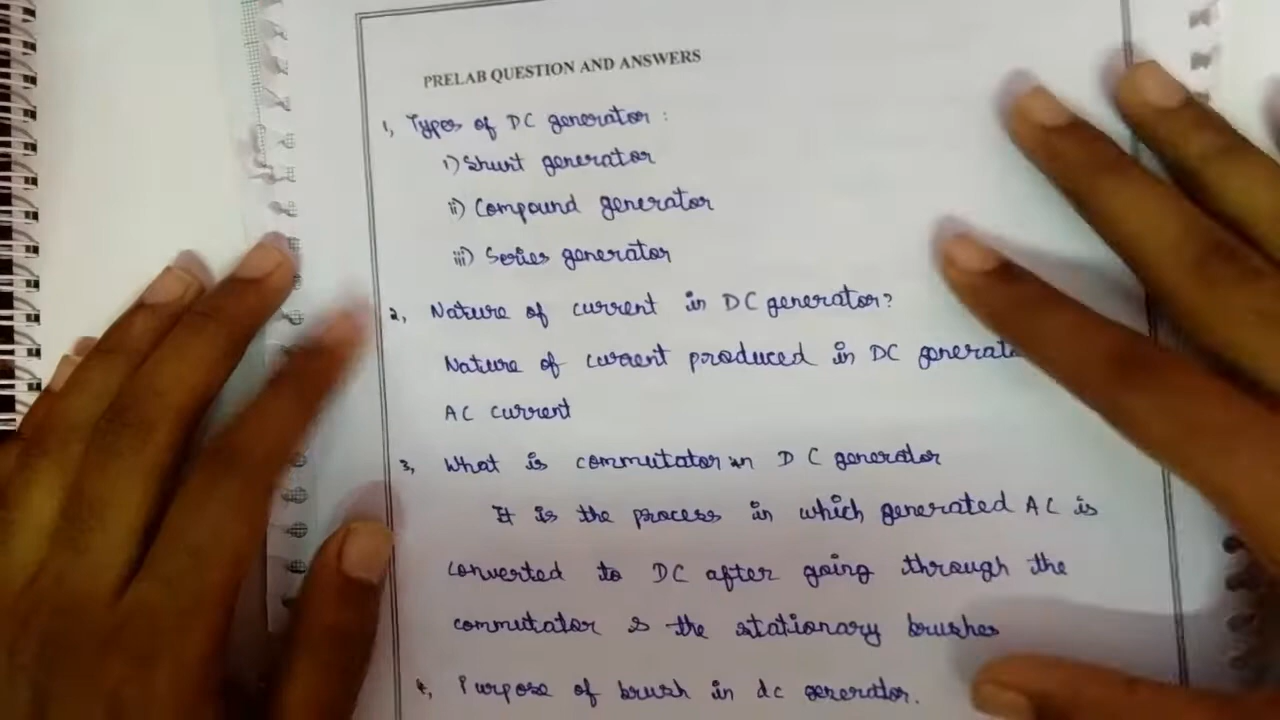 PRELAB QUESTION AND ANSWERS
1, Types of DC generator :
i) Shunt generator
ii) Compound generator
iii) Series generator
2, Nature of current in DC generator?
Nature of current produced in DC
AC current
3, What is commutator in DC generator
It is the process in which generated AC is
converted to DC after going through the
commutator & the stationary brushes
4, Purpose of brush in dc generator.